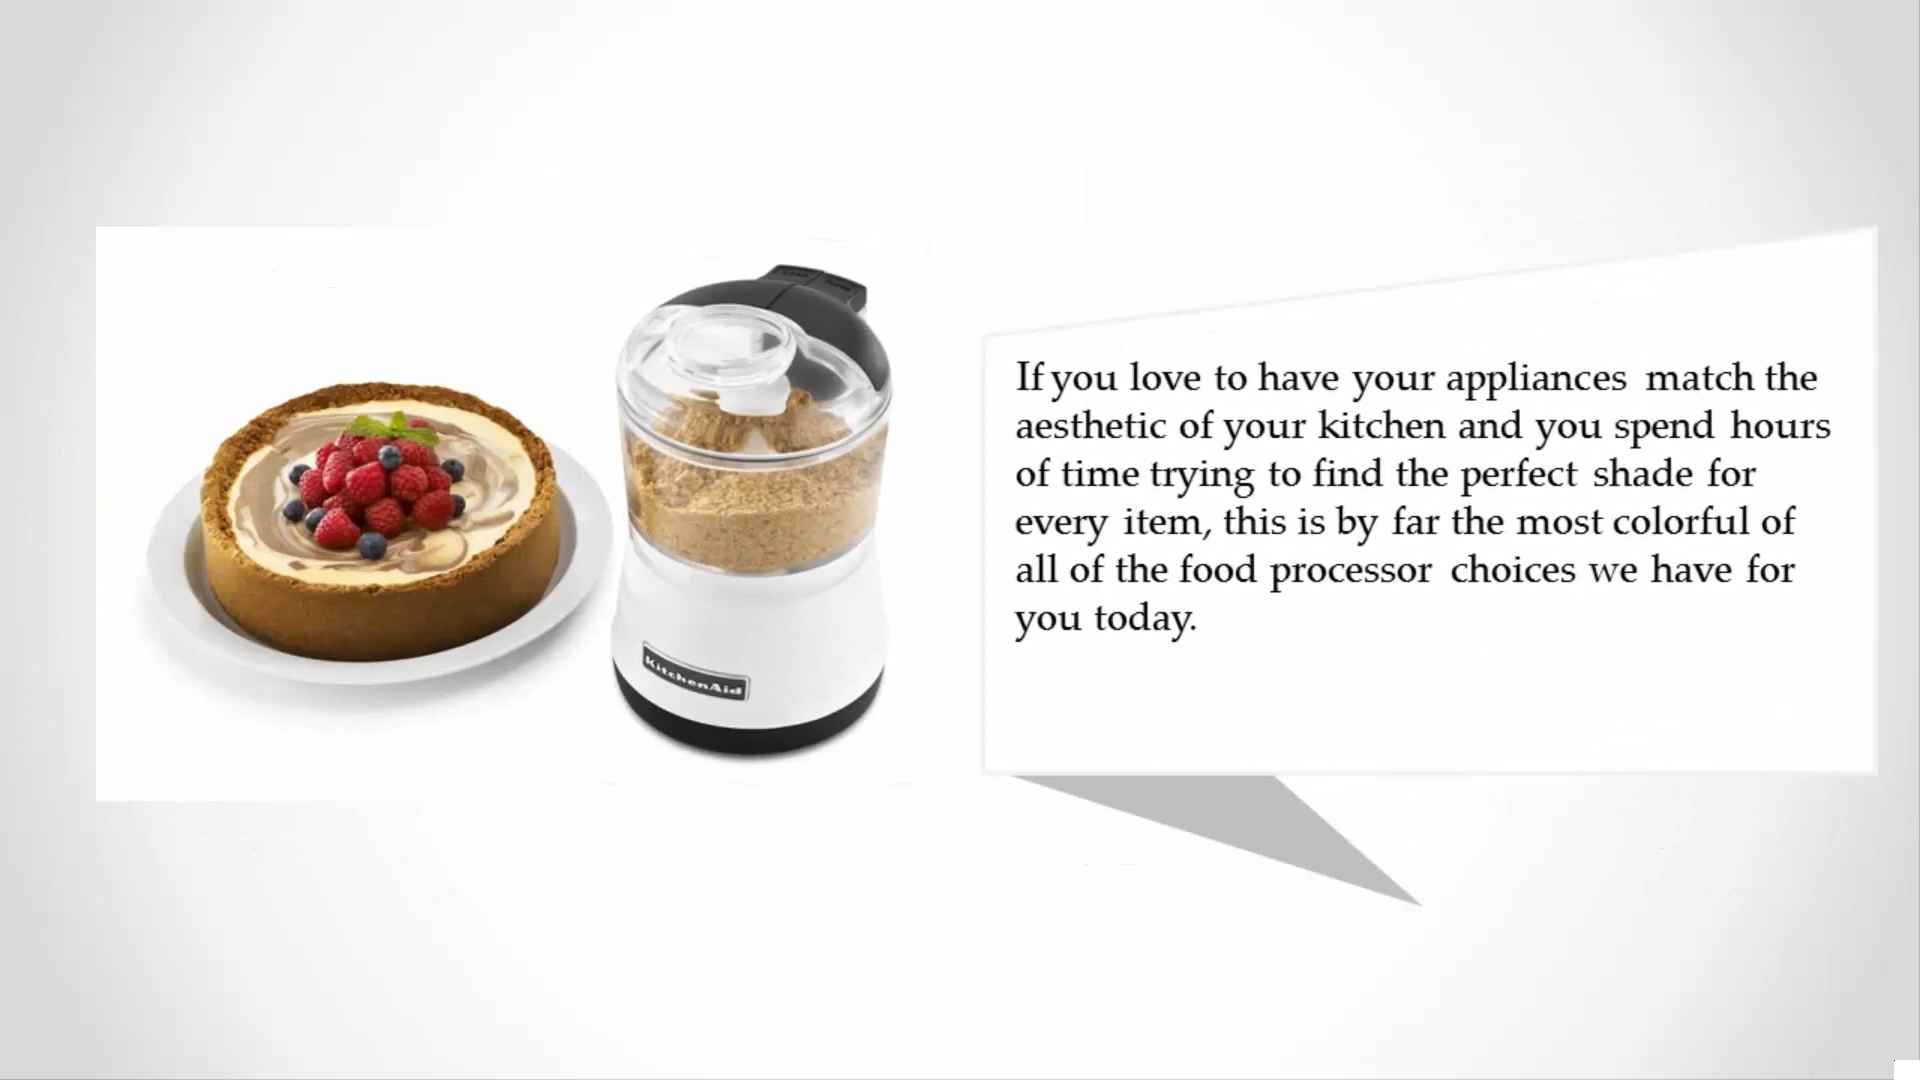 If you love to have your appliances match the
aesthetic of your kitchen and you spend hours
of time trying to find the perfect shade for
every item, this is by far the most colorful of
all of the food processor choices we have for
you today.
KitchenAid